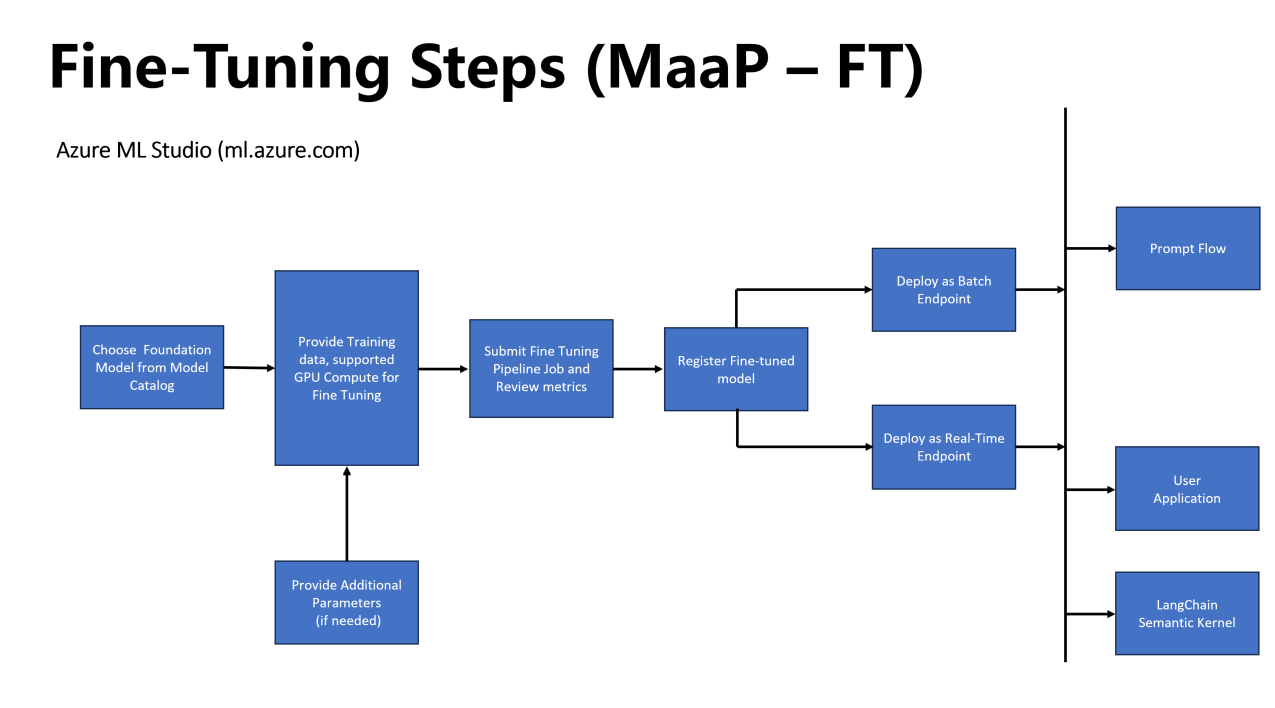 Fine-Tuning Steps (MaaP – FT)
Azure ML Studio (ml.azure.com)
Choose  Foundation
Model from Model
Catalog
Provide Training
data, supported
GPU Compute for
Fine Tuning
Provide Additional
Parameters
(if needed)
Submit Fine Tuning
Pipeline Job and
Review metrics
Register Fine-tuned
model
Deploy as Batch
Endpoint
Deploy as Real-Time
Endpoint
Prompt Flow
User
Application
LangChain
Semantic Kernel